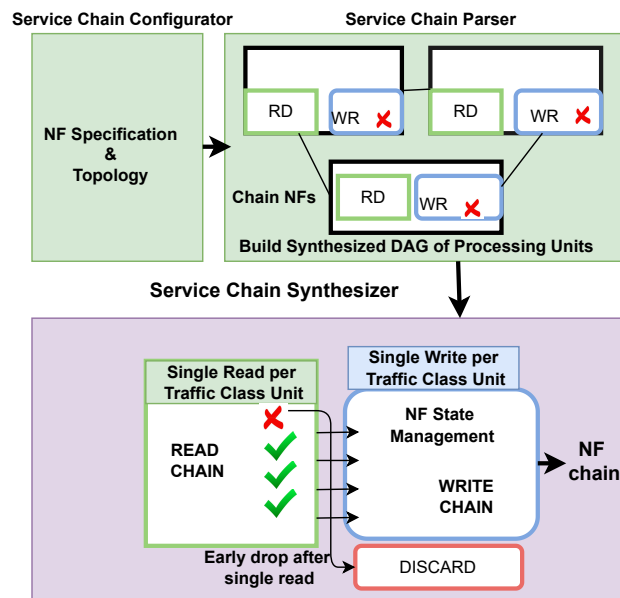 Service Chain Configurator
Service Chain Parser
NF Specification
&
Topology
RD
WR
RD
WR
Chain NFs
RD
WR
Build Synthesized DAG of Processing Units
Service Chain Synthesizer
Single Read per
Traffic Class Unit
READ
CHAIN
Single Write per
Traffic Class Unit
NF State
Management
WRITE
CHAIN
NF
chain
Early drop after
single read
DISCARD